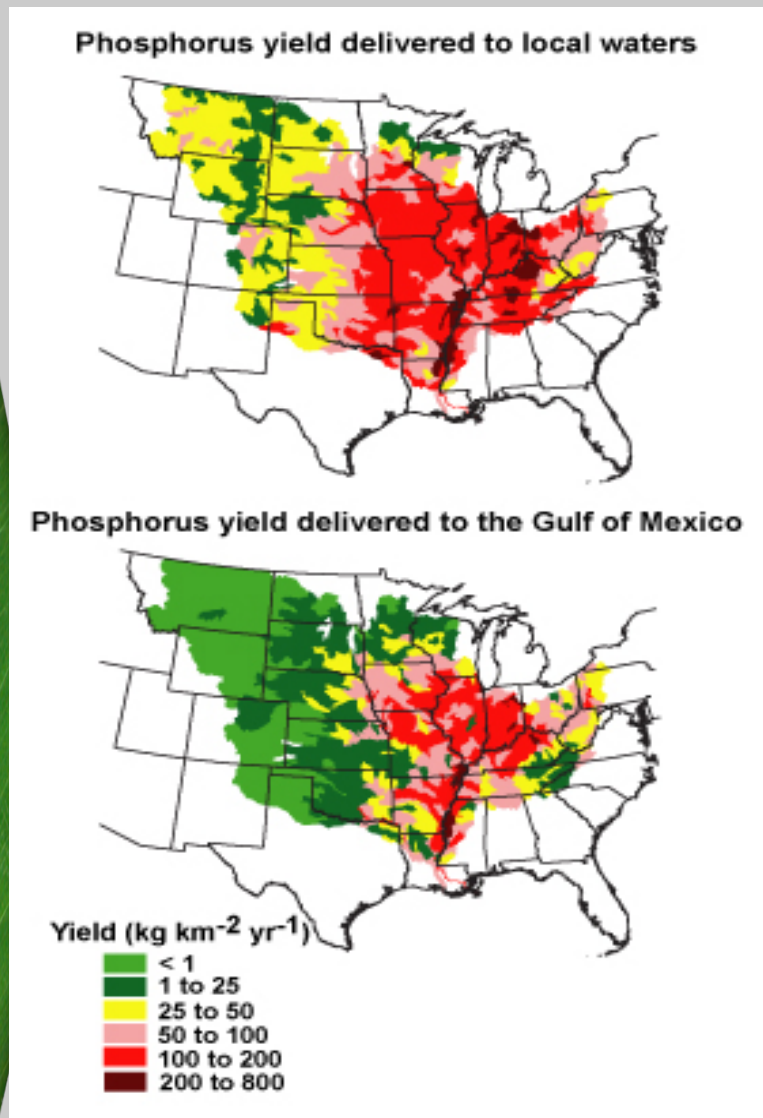 Phosphorus yield delivered to local waters
Phosphorus yield delivered to the Gulf of Mexico
Yield (kg km-2 yr-1)
< 1
1 to 25
25 to 50
50 to 100
100 to 200
200 to 800